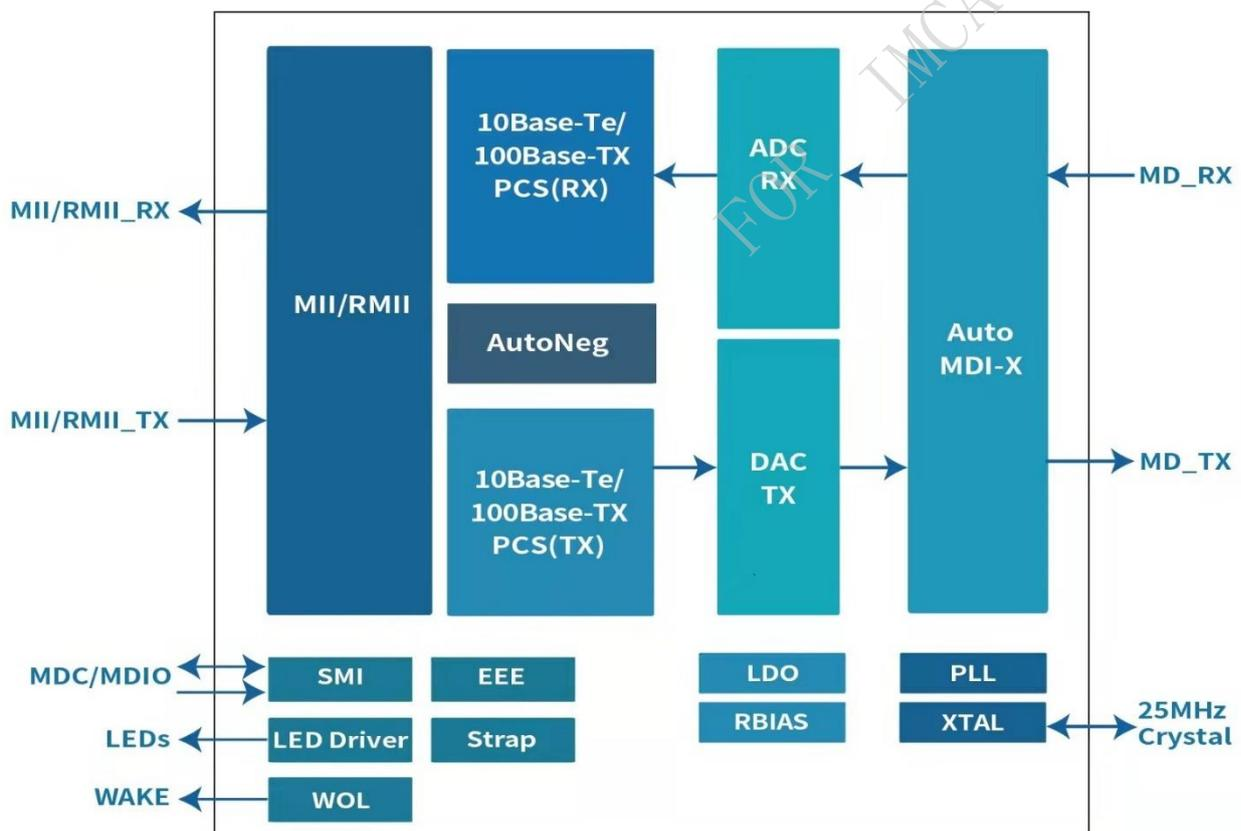 FOR IMCA
10Base-Te/
100Base-TX
PCS(RX)
ADC
RX
MD_RX
MII/RMII_RX
MII/RMII
AutoNeg
Auto
MDI-X
MII/RMII_TX
10Base-Te/
100Base-TX
PCS(TX)
DAC
TX
MD_TX
MDC/MDIO
SMI
EEE
LDO
PLL
LEDs
LED Driver
Strap
RBIAS
XTAL
25MHz
Crystal
WAKE
WOL